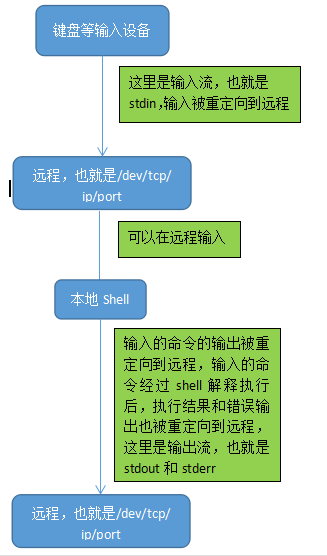 键盘等输入设备
这里是输入流，也就是
stdin，输入被重定向到远程
远程，也就是/dev/tcp/
ip/port
可以在远程输入
本地 Shell
输入的命令的输出被重
定向到远程，输入的命
令经过 shell 解释执行
后，执行结果和错误输
出也被重定向到远程，
这里是输出流，也就是
stdout 和 stderr
远程，也就是/dev/tcp/
ip/port